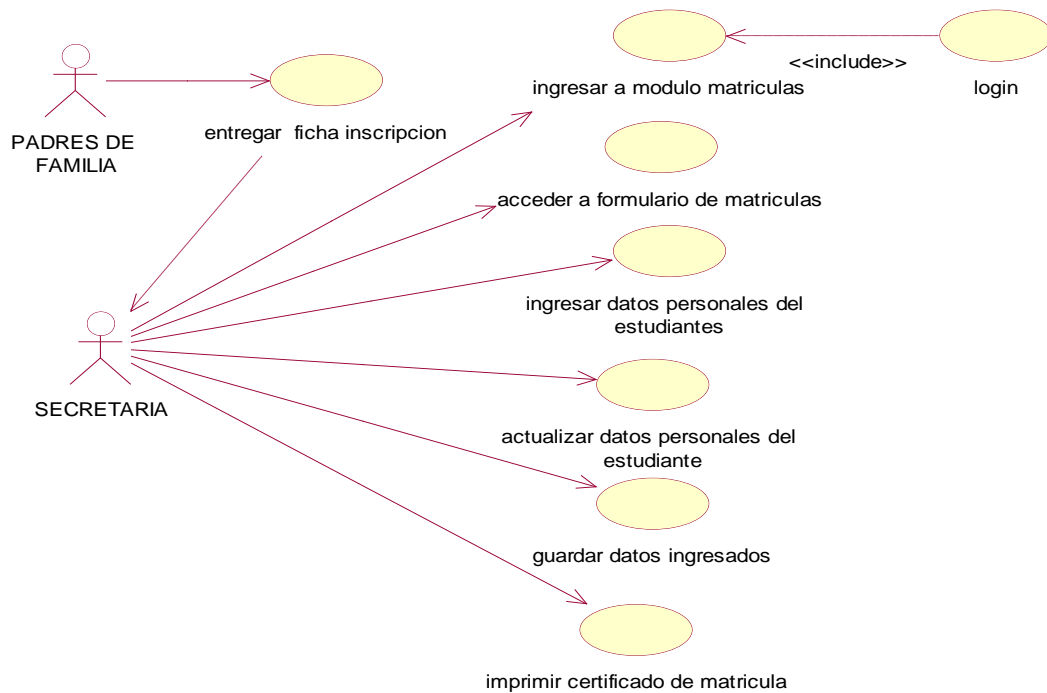 <<include>>
ingresar a modulo matriculas
login
entregar ficha inscripcion
PADRES DE
FAMILIA
acceder a formulario de matriculas
ingresar datos personales del
estudiantes
SECRETARIA
actualizar datos personales del
estudiante
guardar datos ingresados
imprimir certificado de matricula